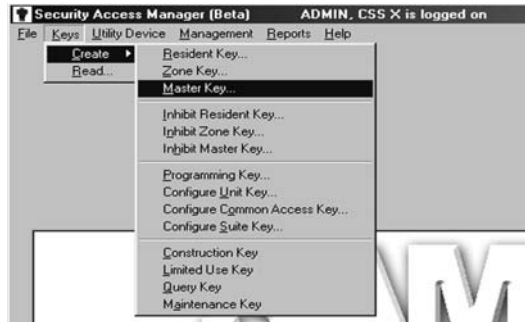 Security Access Manager (Beta) ADMIN, CSS X is logged on
File Keys Utility Device Management Reports Help
Create
Read...
Resident Key...
Zone Key...
Master Key...
Inhibit Resident Key...
Inhibit Zone Key...
Inhibit Master Key...
Programming Key...
Configure Unit Key...
Configure Common Access Key...
Configure Suite Key...
Construction Key
Limited Use Key
Query Key
Maintenance Key
M